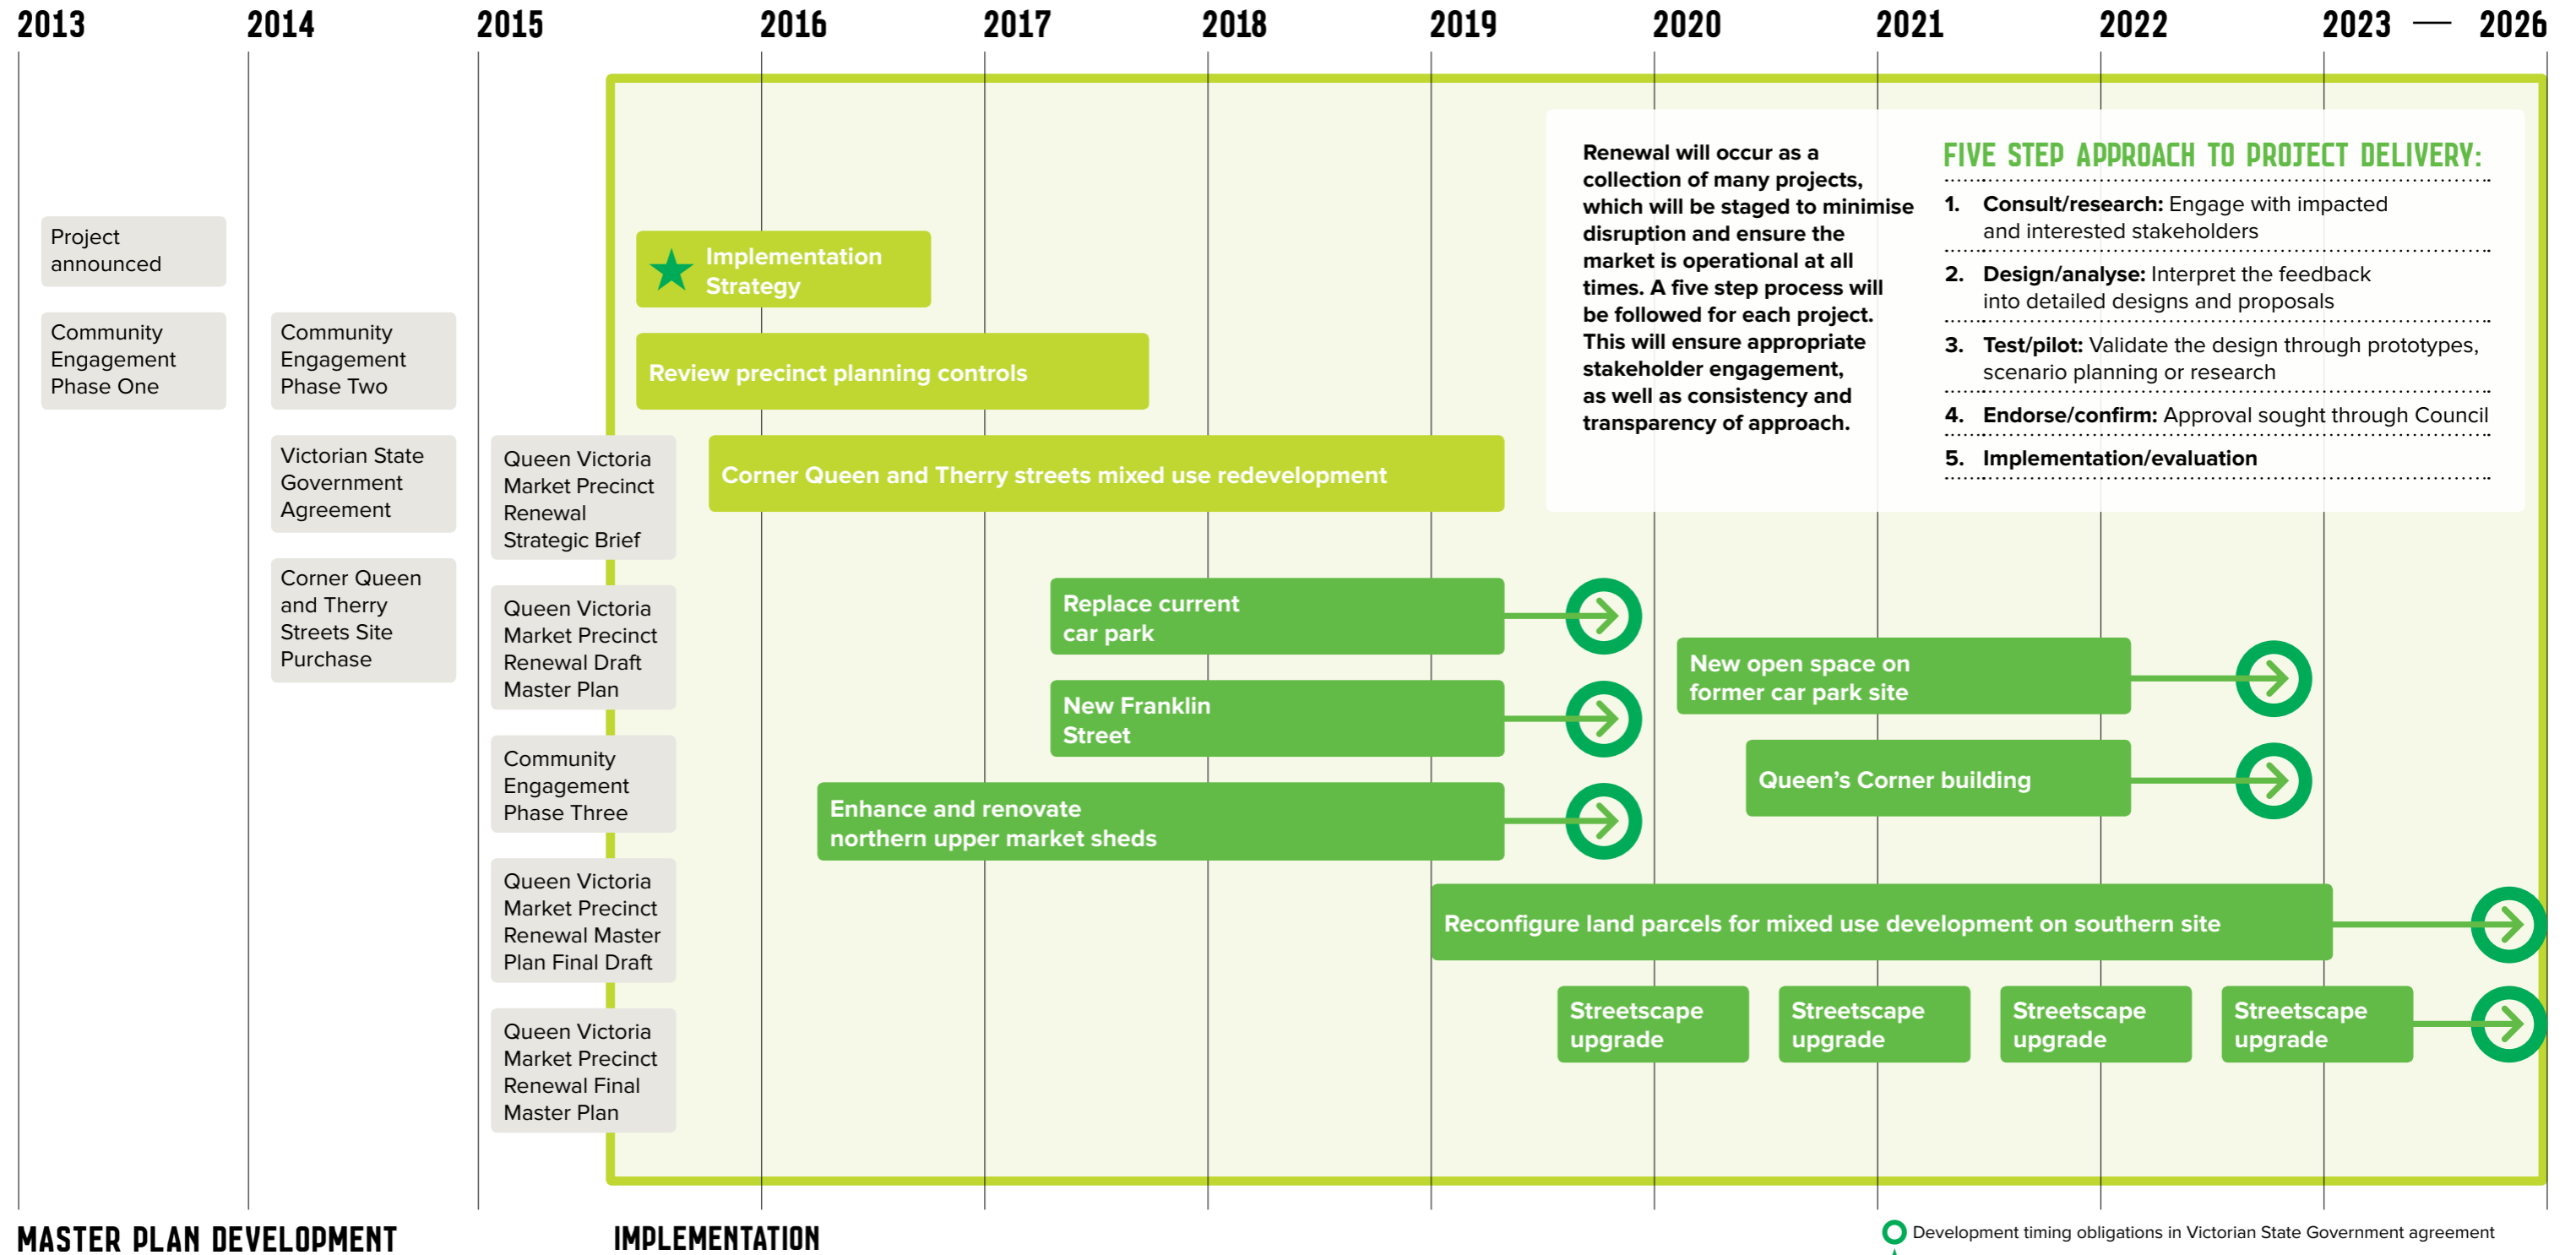 2013
2014
2015
2016
2017
2018
2019
2020
2021
2022
2023 — 2026
Project
announced
Community
Engagement
Phase One
Community
Engagement
Phase Two
Victorian State
Government
Agreement
Corner Queen
and Therry
Streets Site
Purchase
Queen Victoria
Market Precinct
Renewal
Strategic Brief
Queen Victoria
Market Precinct
Renewal Draft
Master Plan
Community
Engagement
Phase Three
Queen Victoria
Market Precinct
Renewal Master
Plan Final Draft
Queen Victoria
Market Precinct
Renewal Final
Master Plan
Implementation
Strategy
Review precinct planning controls
Corner Queen and Therry streets mixed use redevelopment
Replace current
car park
New Franklin
Street
Enhance and renovate
northern upper market sheds
New open space on
former car park site
Queen’s Corner building
Reconfigure land parcels for mixed use development on southern site
Streetscape
upgrade
Streetscape
upgrade
Streetscape
upgrade
Streetscape
upgrade
Renewal will occur as a
collection of many projects,
which will be staged to minimise
disruption and ensure the
market is operational at all
times. A five step process will
be followed for each project.
This will ensure appropriate
stakeholder engagement,
as well as consistency and
transparency of approach.
FIVE STEP APPROACH TO PROJECT DELIVERY:
1. Consult/research: Engage with impacted
and interested stakeholders
2. Design/analyse: Interpret the feedback
into detailed designs and proposals
3. Test/pilot: Validate the design through prototypes,
scenario planning or research
4. Endorse/confirm: Approval sought through Council
5. Implementation/evaluation
MASTER PLAN DEVELOPMENT
IMPLEMENTATION
Development timing obligations in Victorian State Government agreement